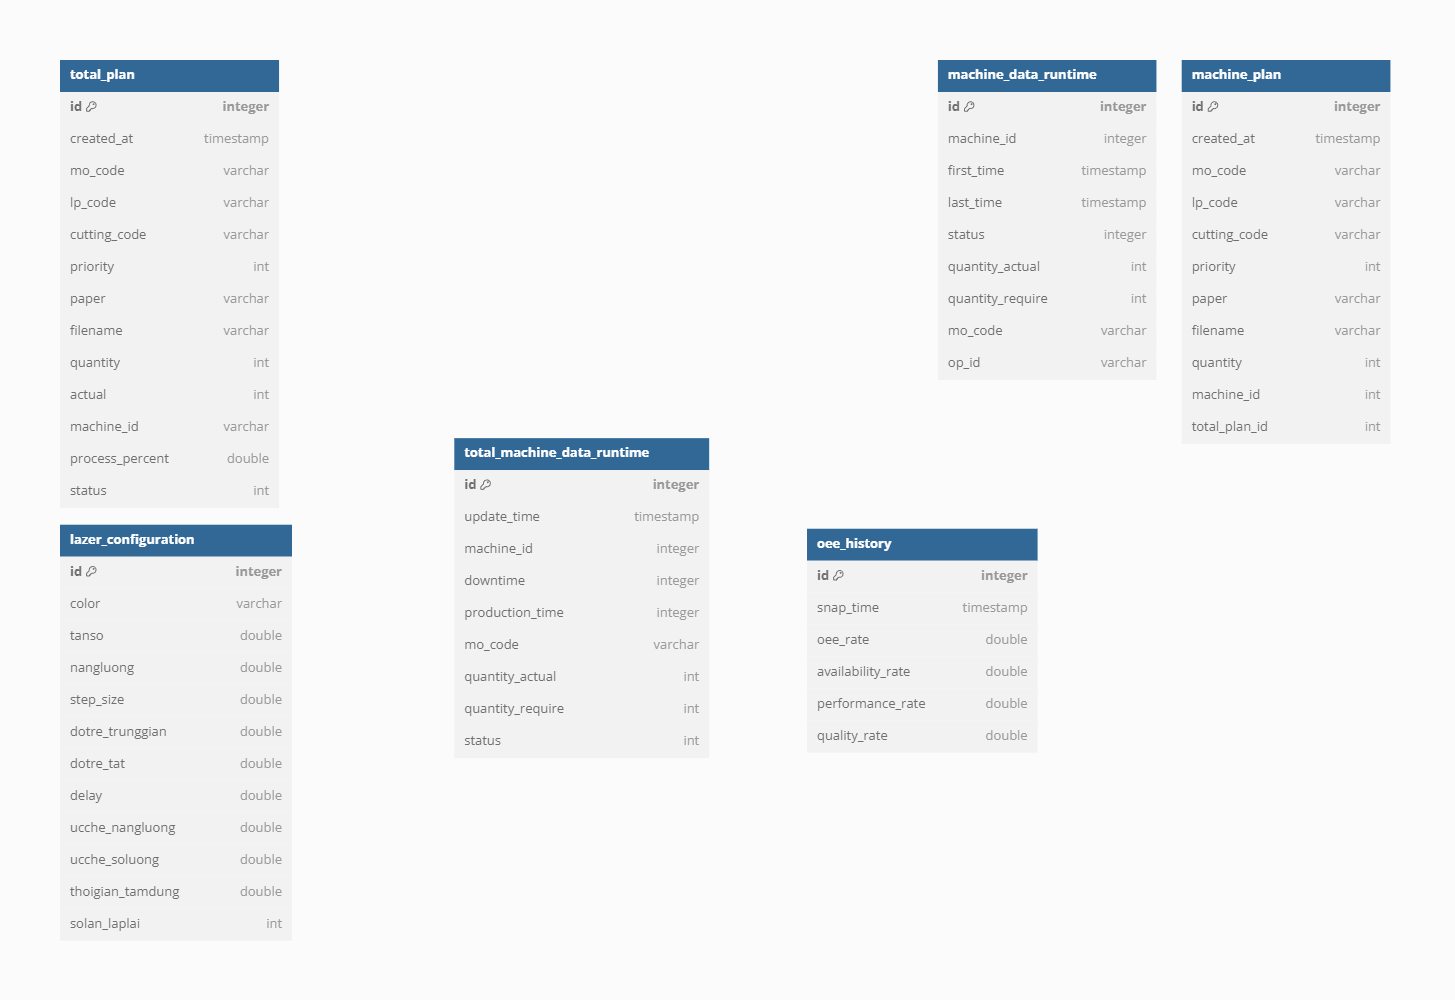 total_plan
id integer
created_at timestamp
mo_code varchar
lp_code varchar
cutting_code varchar
priority int
paper varchar
filename varchar
quantity int
actual int
machine_id varchar
process_percent double
status int
lazer_configuration
id integer
color varchar
tanso double
nangluong double
step_size double
dotre_trunggian double
dotre_tat double
delay double
ucche_nangluong double
ucche_soluong double
thoigian_tamdung double
solan_laplai int
total_machine_data_runtime
id integer
update_time timestamp
machine_id integer
downtime integer
production_time integer
mo_code varchar
quantity_actual int
quantity_require int
status int
machine_data_runtime
id integer
machine_id integer
first_time timestamp
last_time timestamp
status integer
quantity_actual int
quantity_require int
mo_code varchar
op_id varchar
oee_history
id integer
snap_time timestamp
oee_rate double
availability_rate double
performance_rate double
quality_rate double
machine_plan
id integer
created_at timestamp
mo_code varchar
lp_code varchar
cutting_code varchar
priority int
paper varchar
filename varchar
quantity int
machine_id int
total_plan_id int